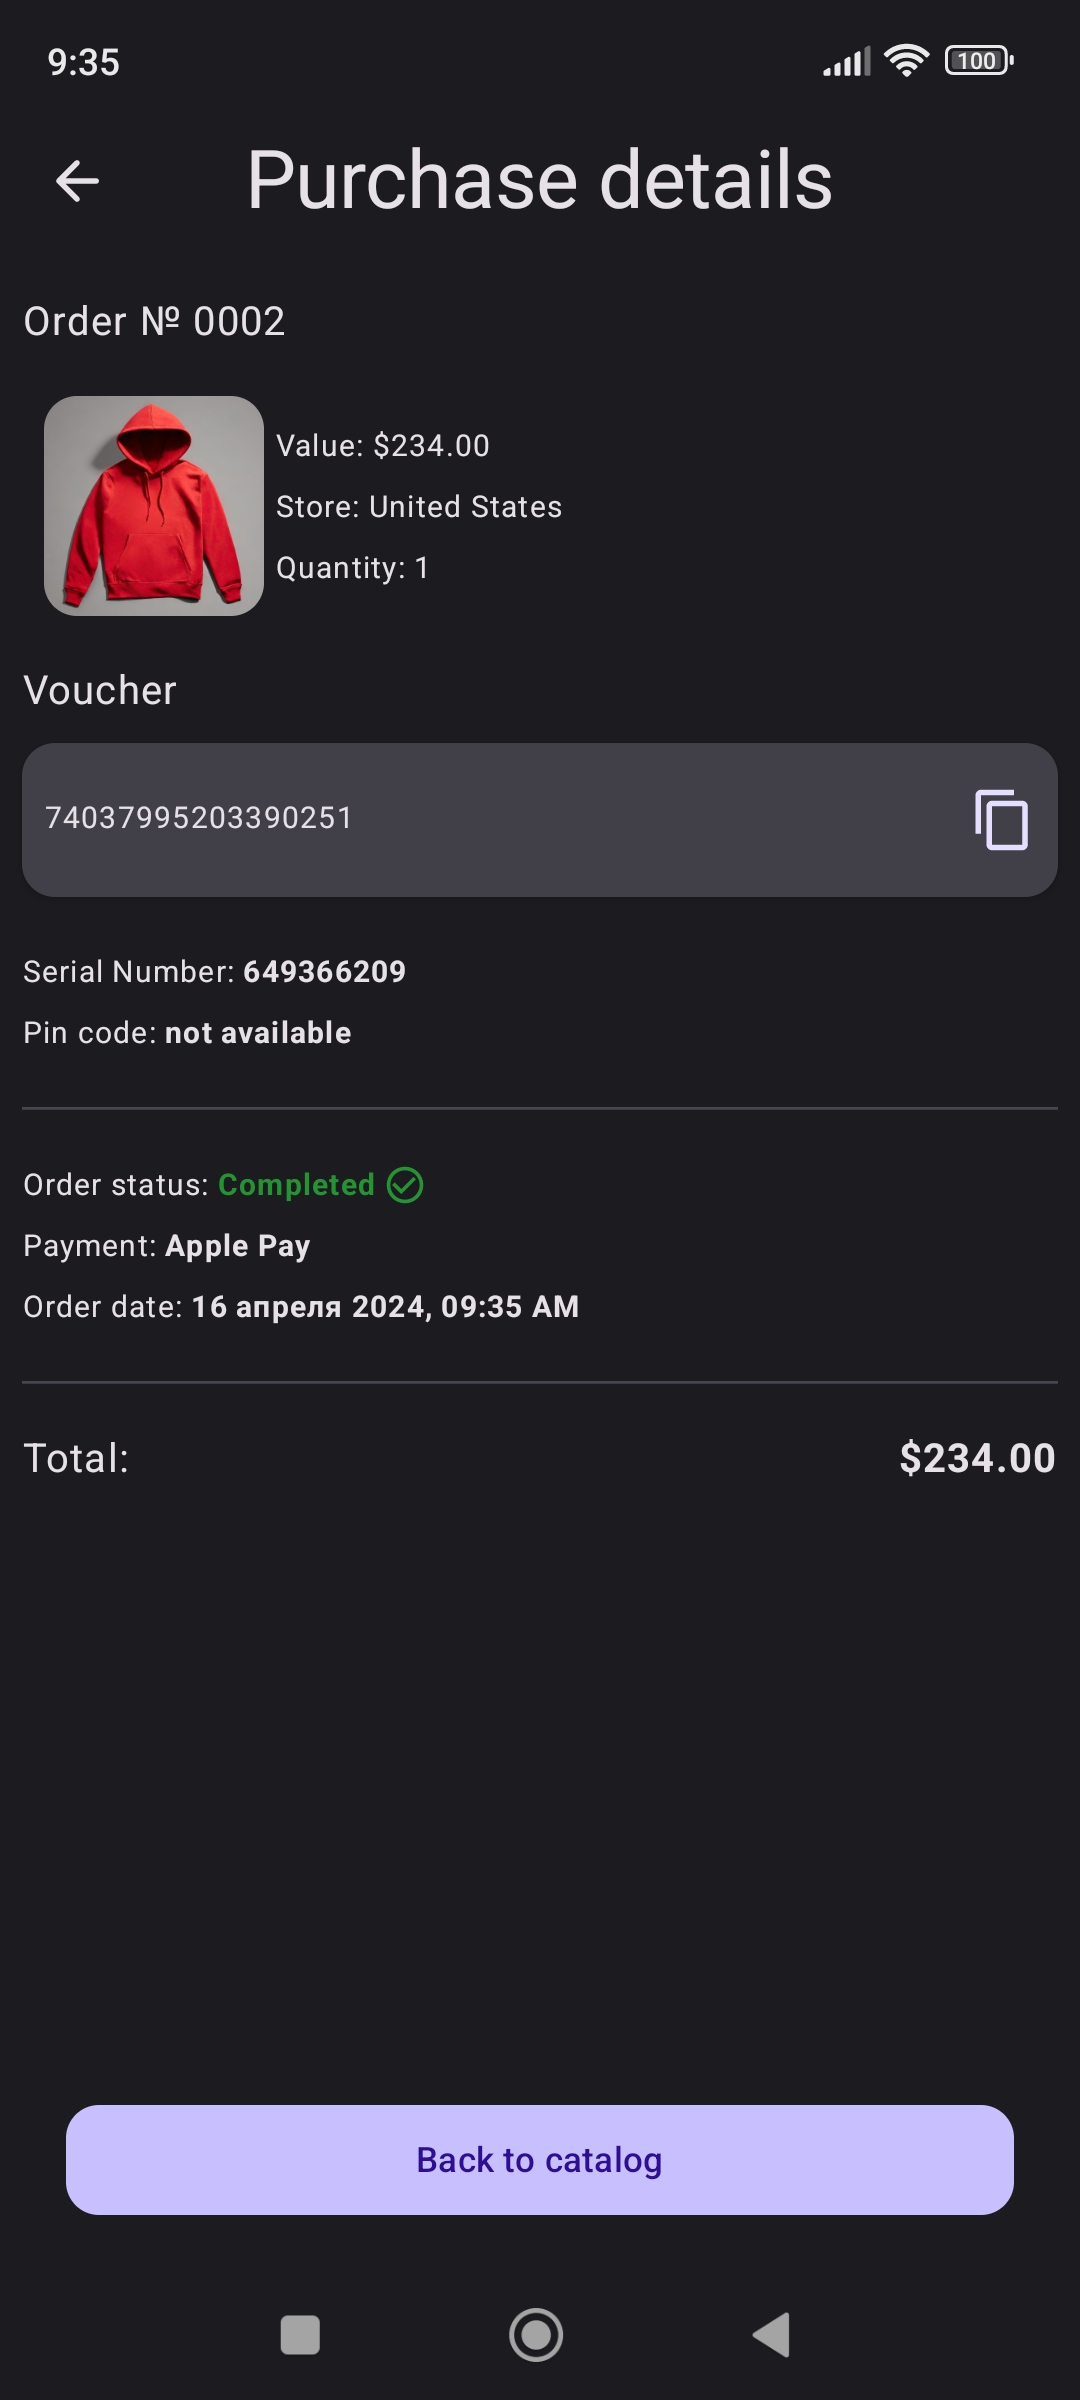 9:35
100
Purchase details
Order № 0002
Value: $234.00
Store: United States
Quantity: 1
Voucher
74037995203390251
Serial Number: 649366209
Pin code: not available
Order status: Completed
Payment: Apple Pay
Order date: 16 апреля 2024, 09:35 AM
Total: $234.00
Back to catalog